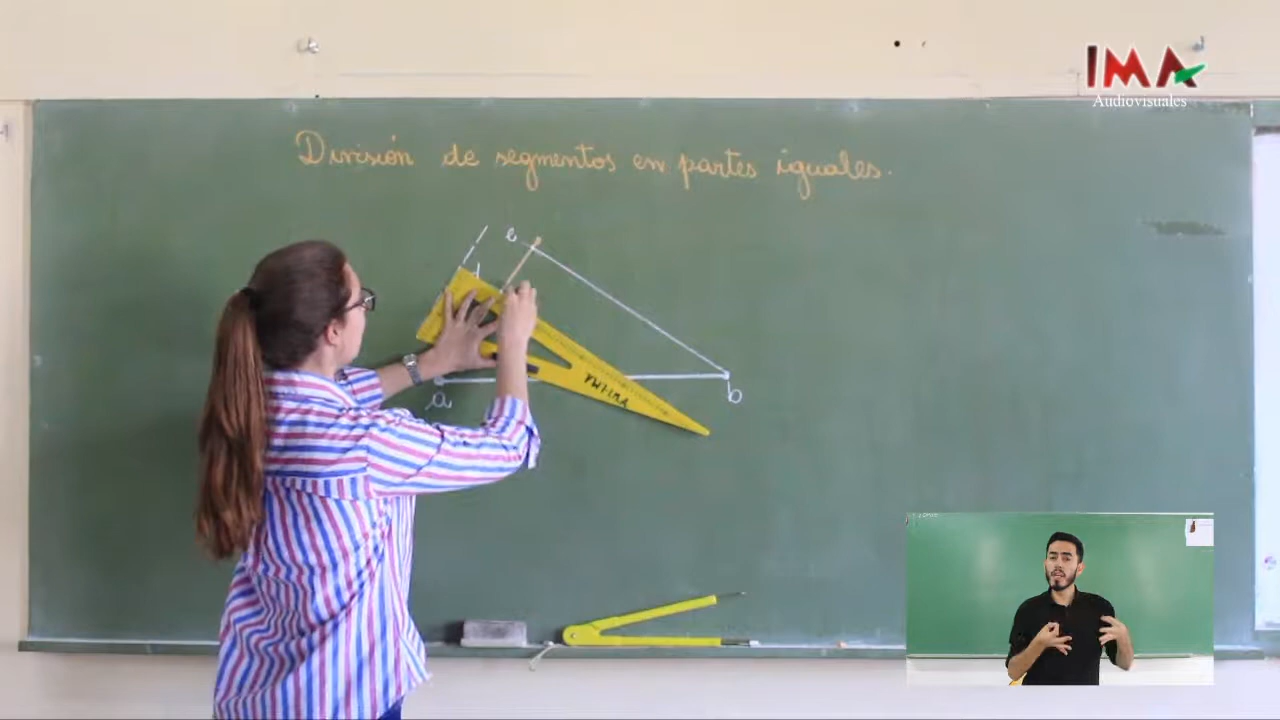 IMA
Audiovisuales
División de segmentos en partes iguales.
e
a
b